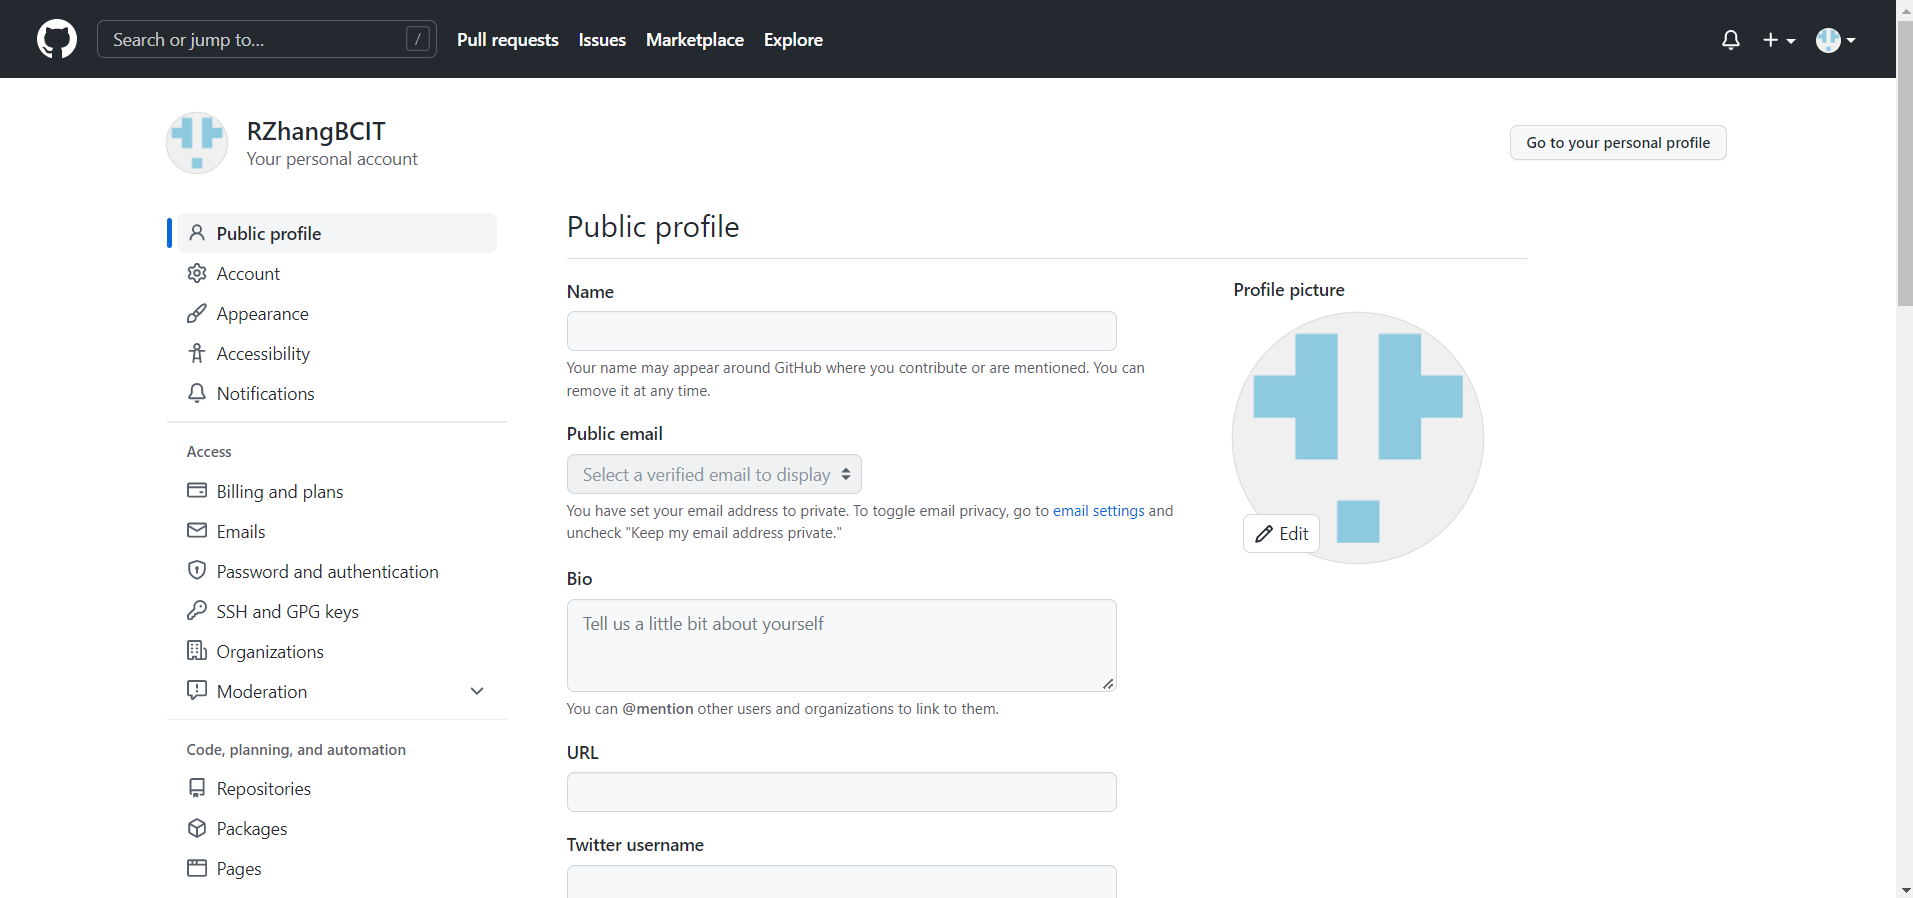 Search or jump to...
/
Pull requests
Issues
Marketplace
Explore
RZhangBCIT
Your personal account
Go to your personal profile
Public profile
Account
Appearance
Accessibility
Notifications
Access
Billing and plans
Emails
Password and authentication
SSH and GPG keys
Organizations
Moderation
Code, planning, and automation
Repositories
Packages
Pages
Public profile
Name
Your name may appear around GitHub where you contribute or are mentioned. You can
remove it at any time.
Public email
Select a verified email to display
You have set your email address to private. To toggle email privacy, go to email settings and
uncheck "Keep my email address private."
Bio
Tell us a little bit about yourself
You can @mention other users and organizations to link to them.
URL
Twitter username
Profile picture
Edit